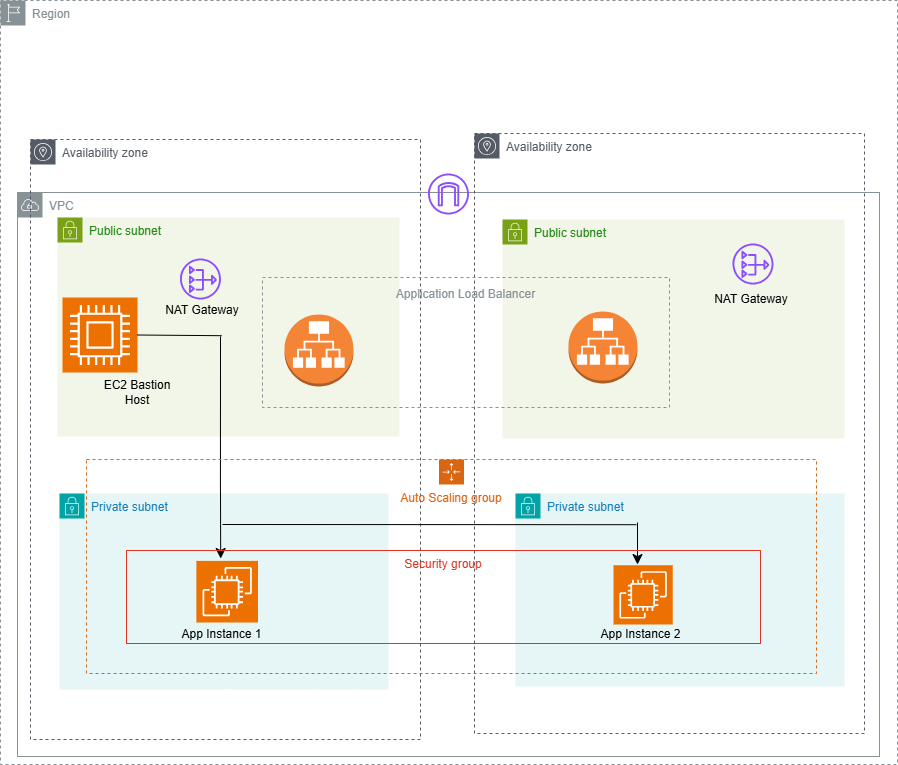 Region
Availability zone
Availability zone
VPC
Public subnet
Public subnet
NAT Gateway
NAT Gateway
Application Load Balancer
EC2 Bastion
Host
Auto Scaling group
Private subnet
Private subnet
Security group
App Instance 1
App Instance 2